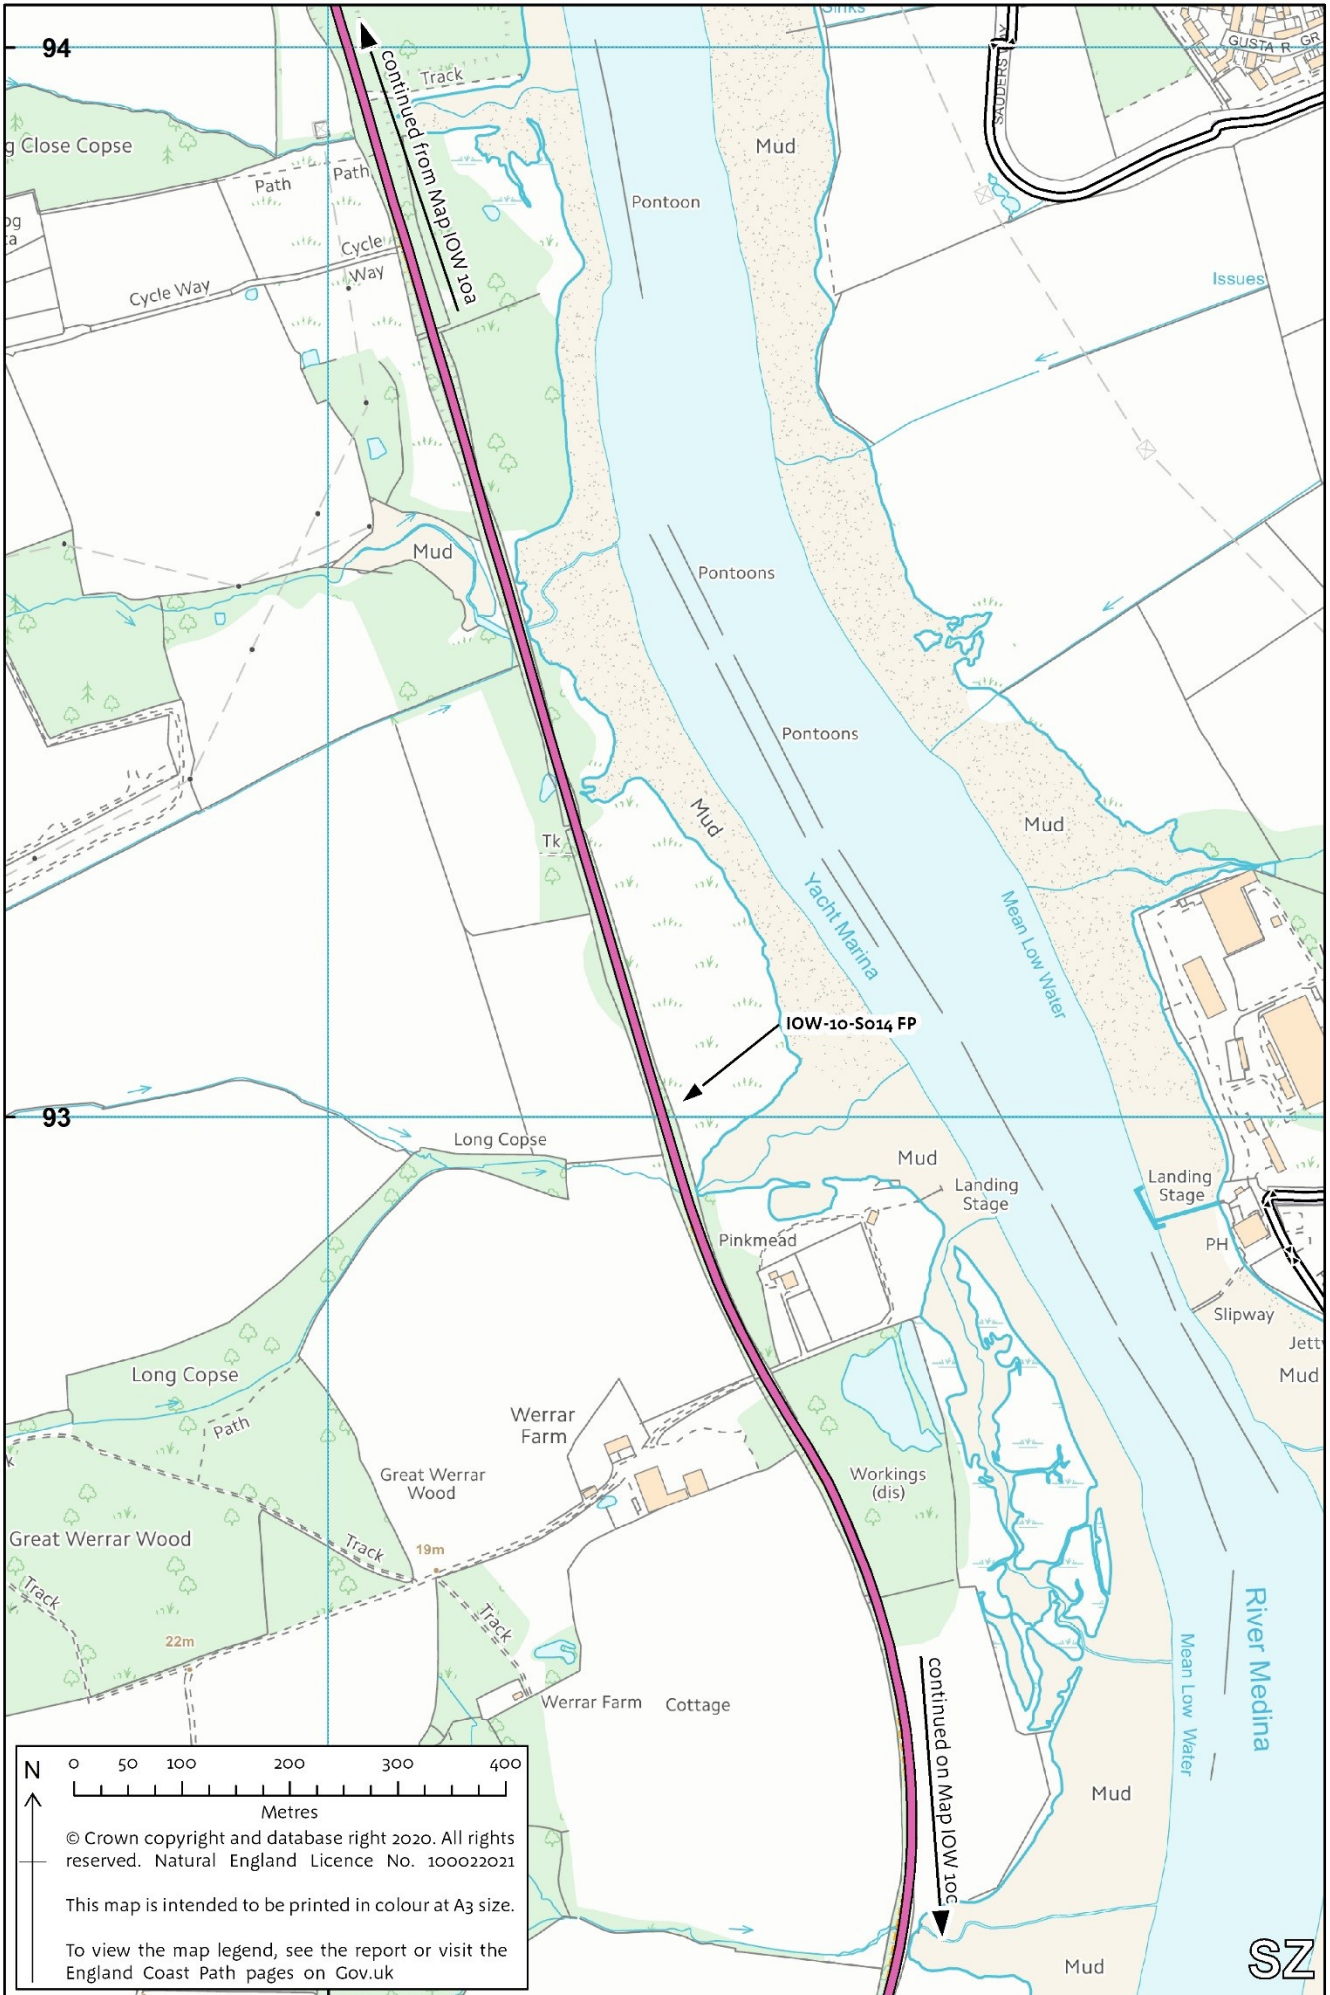 Sinks
94
SAUDERS WAY
GUSTA R GR
Track
continued from Map IOW 10a
Close Copse
Mud
Path
Path
Pontoon
Cycle
Way
Cycle Way
Issues
Mud
Pontoons
Pontoons
Mud
Mud
Tk
Yacht Marina
Mean Low Water
IOW-10-S014 FP
93
Long Copse
Mud
Landing
Stage
Landing
Stage
Pinkmead
PH
Slipway
Jett
Mud
Long Copse
Path
Werrar
Farm
Great Werrar
Wood
Workings
(dis)
Great Werrar Wood
Track
19m
Track
Track
22m
River Medina
Mean Low Water
continued on Map IOW 10c
Werrar Farm Cottage
Mud
N
0 50 100 200 300 400
Metres
© Crown copyright and database right 2020. All rights
reserved. Natural England Licence No. 100022021
This map is intended to be printed in colour at A3 size.
To view the map legend, see the report or visit the
England Coast Path pages on Gov.uk
Mud
SZ